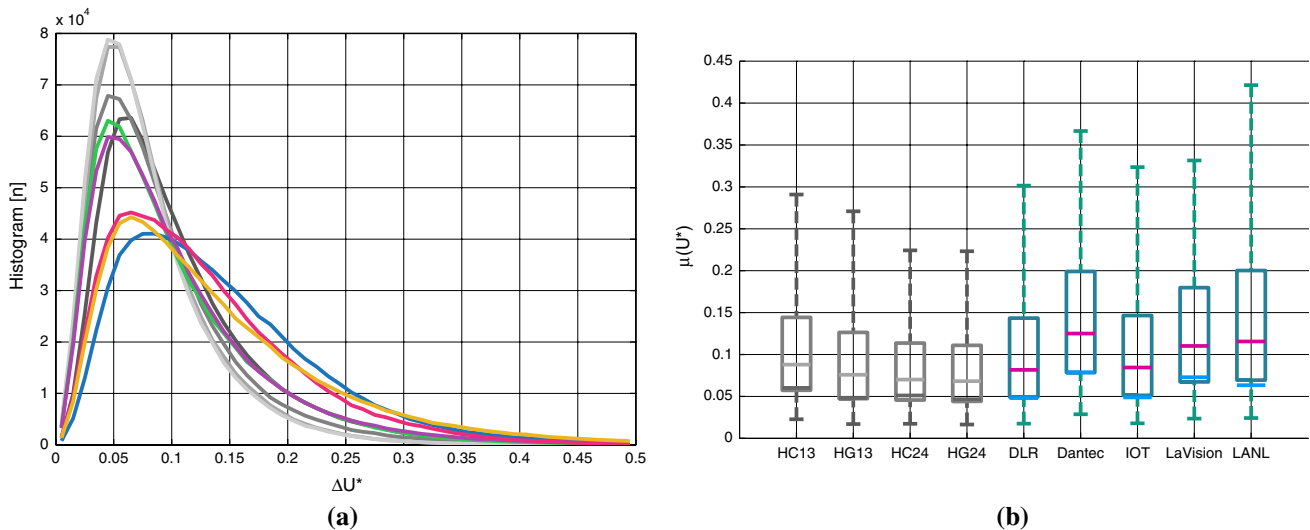 x 10⁴
8
7
6
5
4
3
2
1
0
Histogram [n]
0 0.05 0.1 0.15 0.2 0.25 0.3 0.35 0.4 0.45 0.5
ΔU*
(a)
0.45
0.4
0.35
0.3
0.25
0.2
0.15
0.1
0.05
0
μ(U*)
HC13 HG13 HC24 HG24 DLR Dantec IOT LaVision LANL
(b)